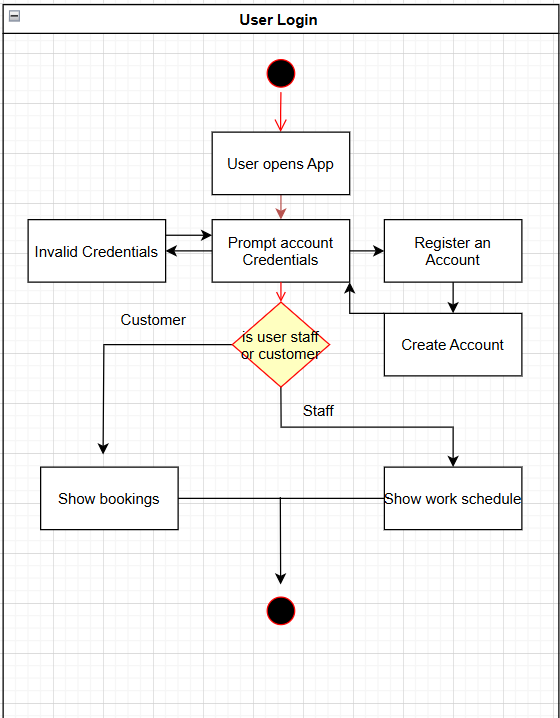 User Login
User opens App
Invalid Credentials
Prompt account
Credentials
Register an
Account
Customer
is user staff
or customer
Create Account
Staff
Show bookings
Show work schedule